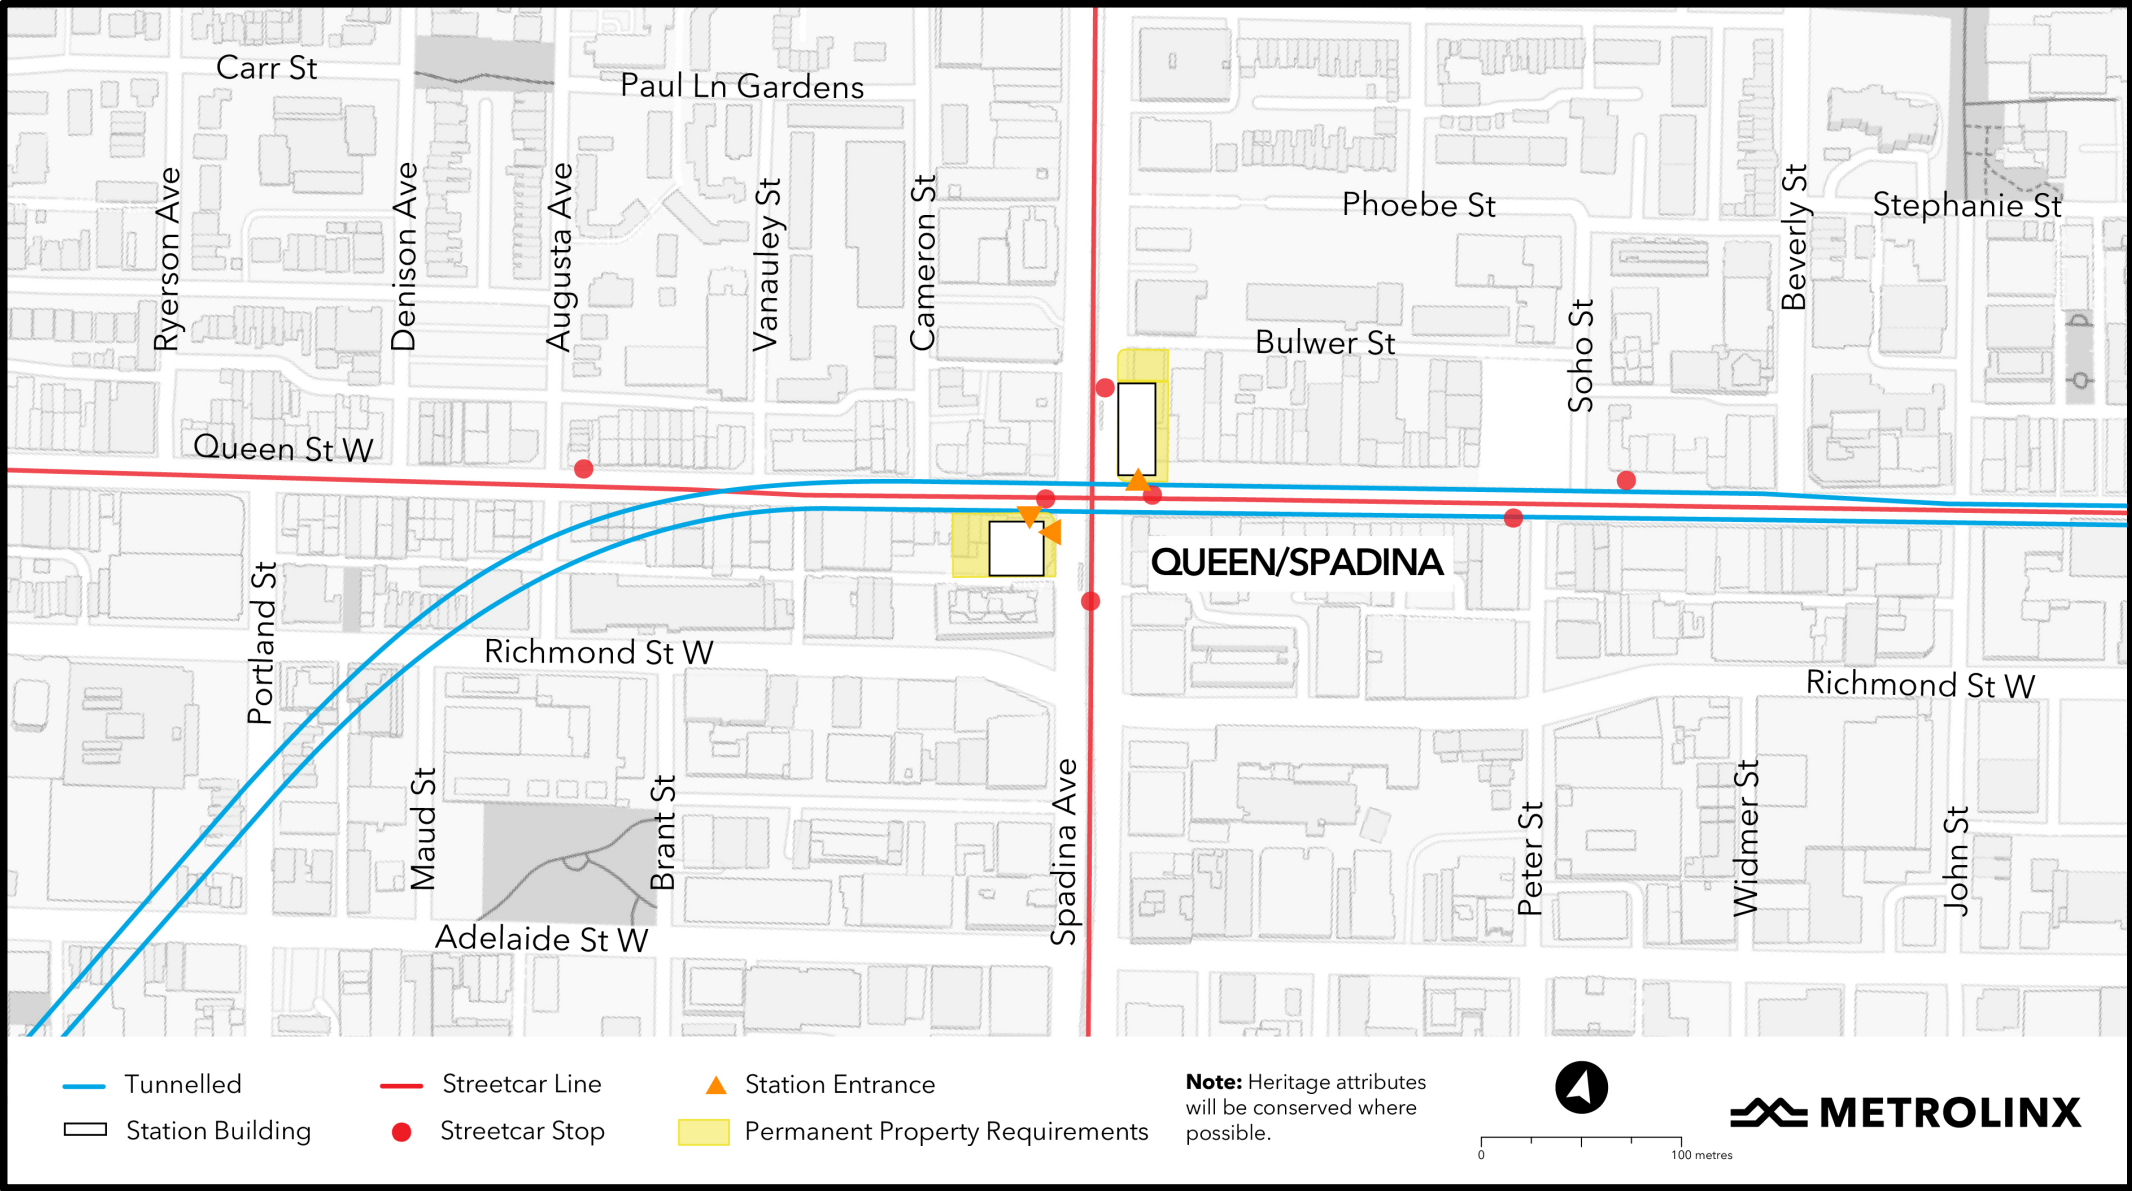 Carr St
Paul Ln Gardens
Ryerson Ave
Denison Ave
Augusta Ave
Vanauley St
Cameron St
Phoebe St
Beverly St
Stephanie St
Bulwer St
Soho St
Queen St W
QUEEN/SPADINA
Portland St
Richmond St W
Richmond St W
Maud St
Brant St
Spadina Ave
Peter St
Widmer St
John St
Adelaide St W
Tunnelled
Streetcar Line
Station Entrance
Station Building
Streetcar Stop
Permanent Property Requirements
Note: Heritage attributes
will be conserved where
possible.
0 100 metres
METROLINX